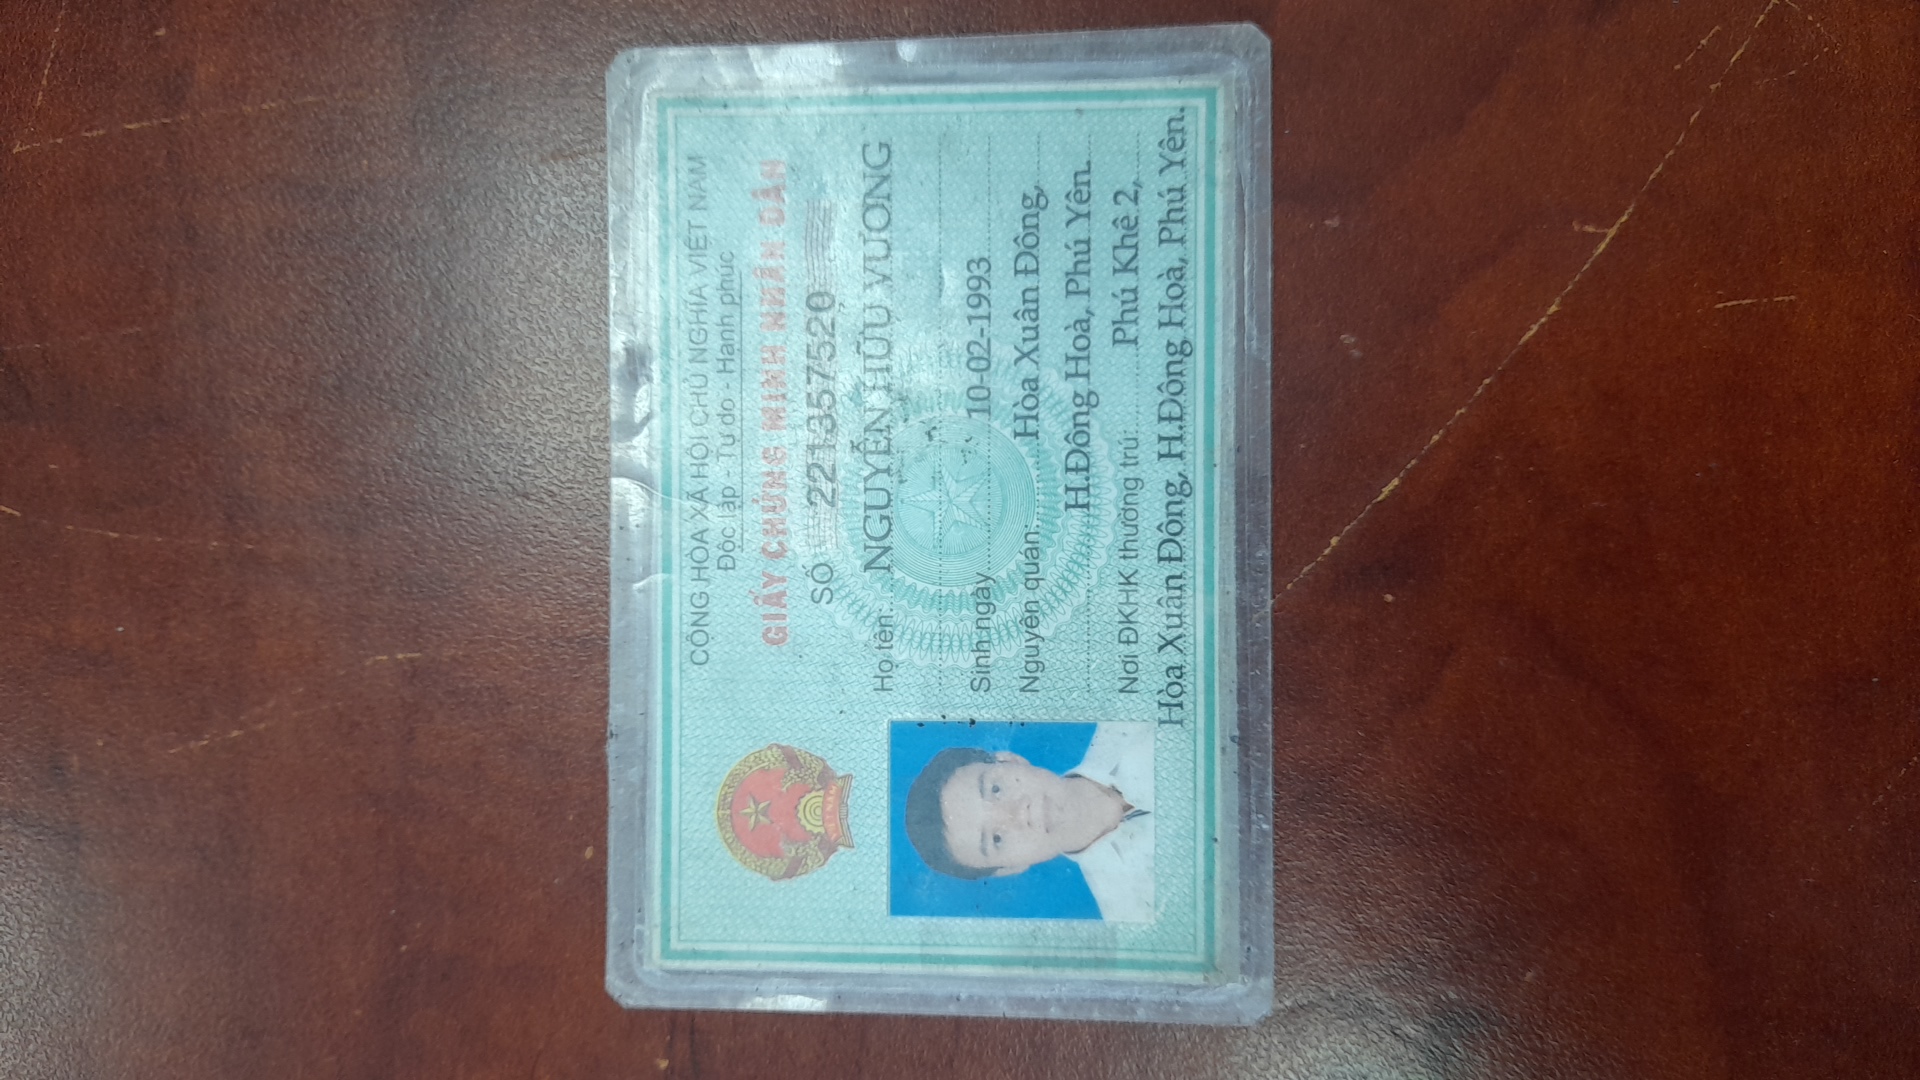 CỘNG HÒA XÃ HỘI CHỦ NGHĨA VIỆT NAM
Độc lập - Tự do - Hạnh phúc
GIẤY CHỨNG MINH NHÂN DÂN
SỐ 221357520
Họ tên: NGUYỄN HỮU VƯƠNG
Sinh ngày 10-02-1993
Nguyên quán: Hòa Xuân Đông,
H.Đông Hoà, Phú Yên.
Nơi ĐKHK thường trú: Phú Khê 2,
Hòa Xuân Đông, H.Đông Hoà, Phú Yên.
VIỆT NAM